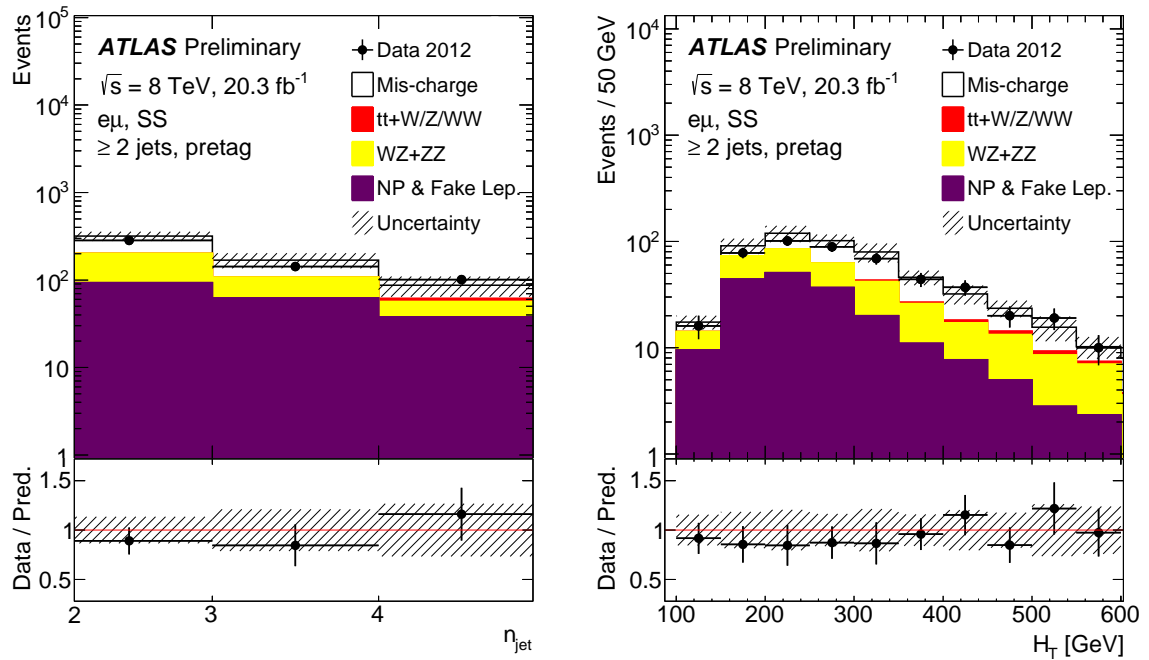 Events
10⁵
10⁴
10³
10²
10
1
ATLAS Preliminary
√s = 8 TeV, 20.3 fb⁻¹
eμ, SS
≥ 2 jets, pretag
Data 2012
Mis-charge
tt+W/Z/WW
WZ+ZZ
NP & Fake Lep.
Uncertainty
Data / Pred.
1.5
1
0.5
2 3 4
n_jet
Events / 50 GeV
10⁴
10³
10²
10
1
ATLAS Preliminary
√s = 8 TeV, 20.3 fb⁻¹
eμ, SS
≥ 2 jets, pretag
Data 2012
Mis-charge
tt+W/Z/WW
WZ+ZZ
NP & Fake Lep.
Uncertainty
Data / Pred.
1.5
1
0.5
100 200 300 400 500 600
H_T [GeV]